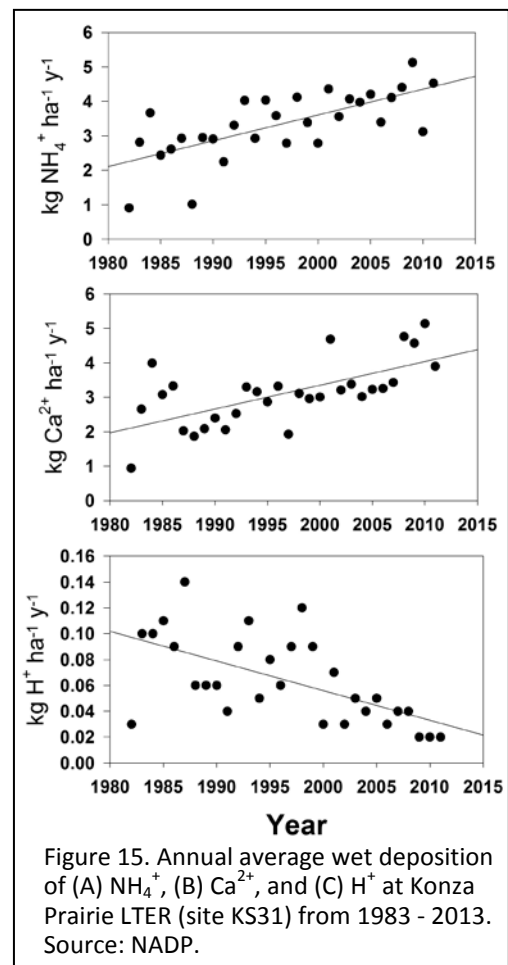 kg NH₄⁺ ha⁻¹ y⁻¹
6
5
4
3
2
1
0
1980 1985 1990 1995 2000 2005 2010 2015
kg Ca²⁺ ha⁻¹ y⁻¹
6
5
4
3
2
1
0
1980 1985 1990 1995 2000 2005 2010 2015
kg H⁺ ha⁻¹ y⁻¹
0.16
0.14
0.12
0.10
0.08
0.06
0.04
0.02
0.00
1980 1985 1990 1995 2000 2005 2010 2015
Year
Figure 15. Annual average wet deposition
of (A) NH₄⁺, (B) Ca²⁺, and (C) H⁺ at Konza
Prairie LTER (site KS31) from 1983 - 2013.
Source: NADP.